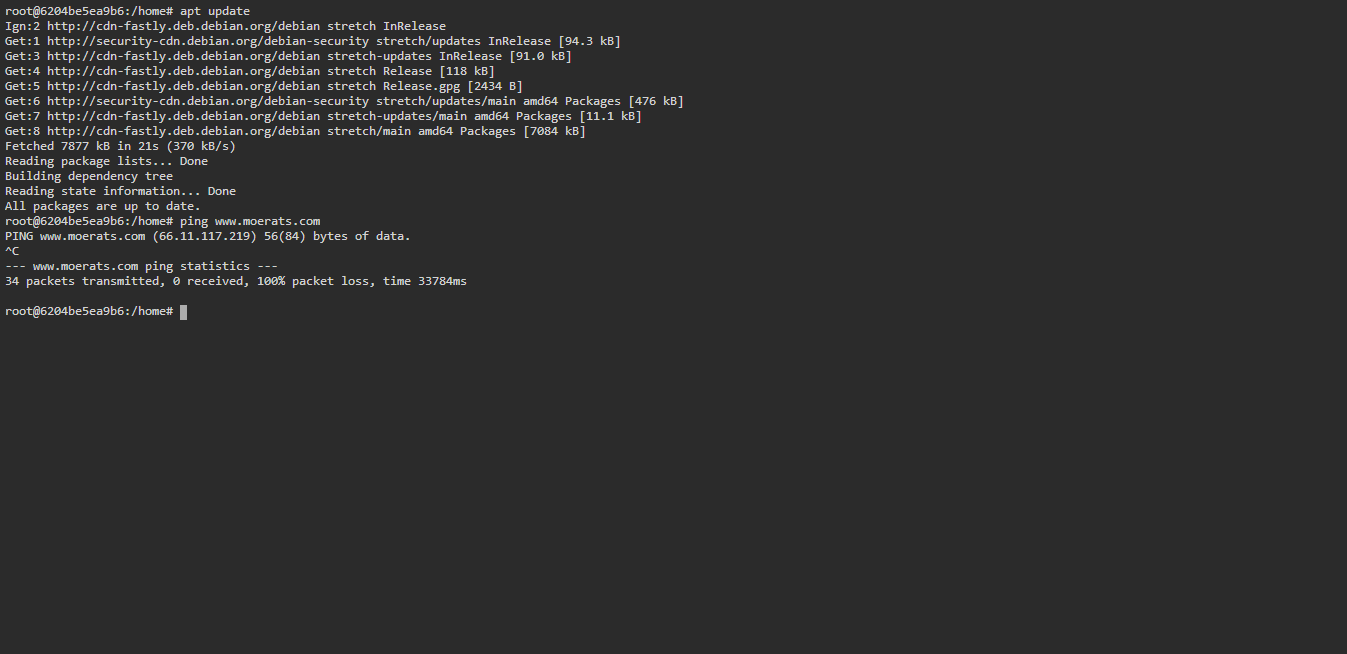 root@6204be5ea9b6:/home# apt update
Ign:2 http://cdn-fastly.deb.debian.org/debian stretch InRelease
Get:1 http://security-cdn.debian.org/debian-security stretch/updates InRelease [94.3 kB]
Get:3 http://cdn-fastly.deb.debian.org/debian stretch-updates InRelease [91.0 kB]
Get:4 http://cdn-fastly.deb.debian.org/debian stretch Release [118 kB]
Get:5 http://cdn-fastly.deb.debian.org/debian stretch Release.gpg [2434 B]
Get:6 http://security-cdn.debian.org/debian-security stretch/updates/main amd64 Packages [476 kB]
Get:7 http://cdn-fastly.deb.debian.org/debian stretch-updates/main amd64 Packages [11.1 kB]
Get:8 http://cdn-fastly.deb.debian.org/debian stretch/main amd64 Packages [7084 kB]
Fetched 7877 kB in 21s (370 kB/s)
Reading package lists... Done
Building dependency tree
Reading state information... Done
All packages are up to date.
root@6204be5ea9b6:/home# ping www.moerats.com
PING www.moerats.com (66.11.117.219) 56(84) bytes of data.
^C
--- www.moerats.com ping statistics ---
34 packets transmitted, 0 received, 100% packet loss, time 33784ms
root@6204be5ea9b6:/home#